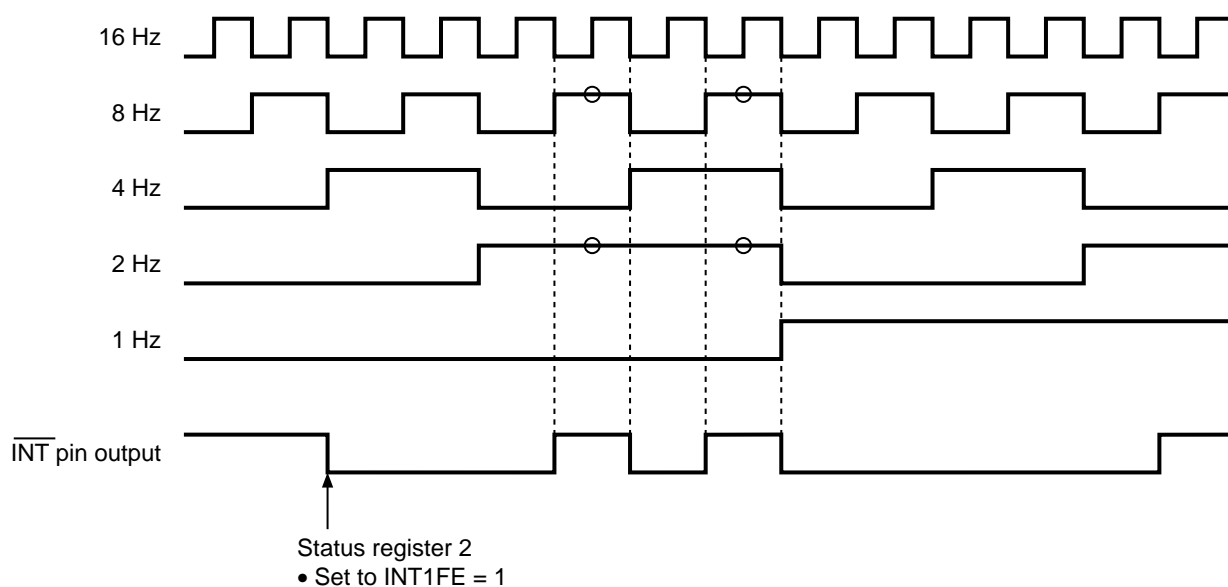 16 Hz
8 Hz
4 Hz
2 Hz
1 Hz
INT pin output
Status register 2
• Set to INT1FE = 1